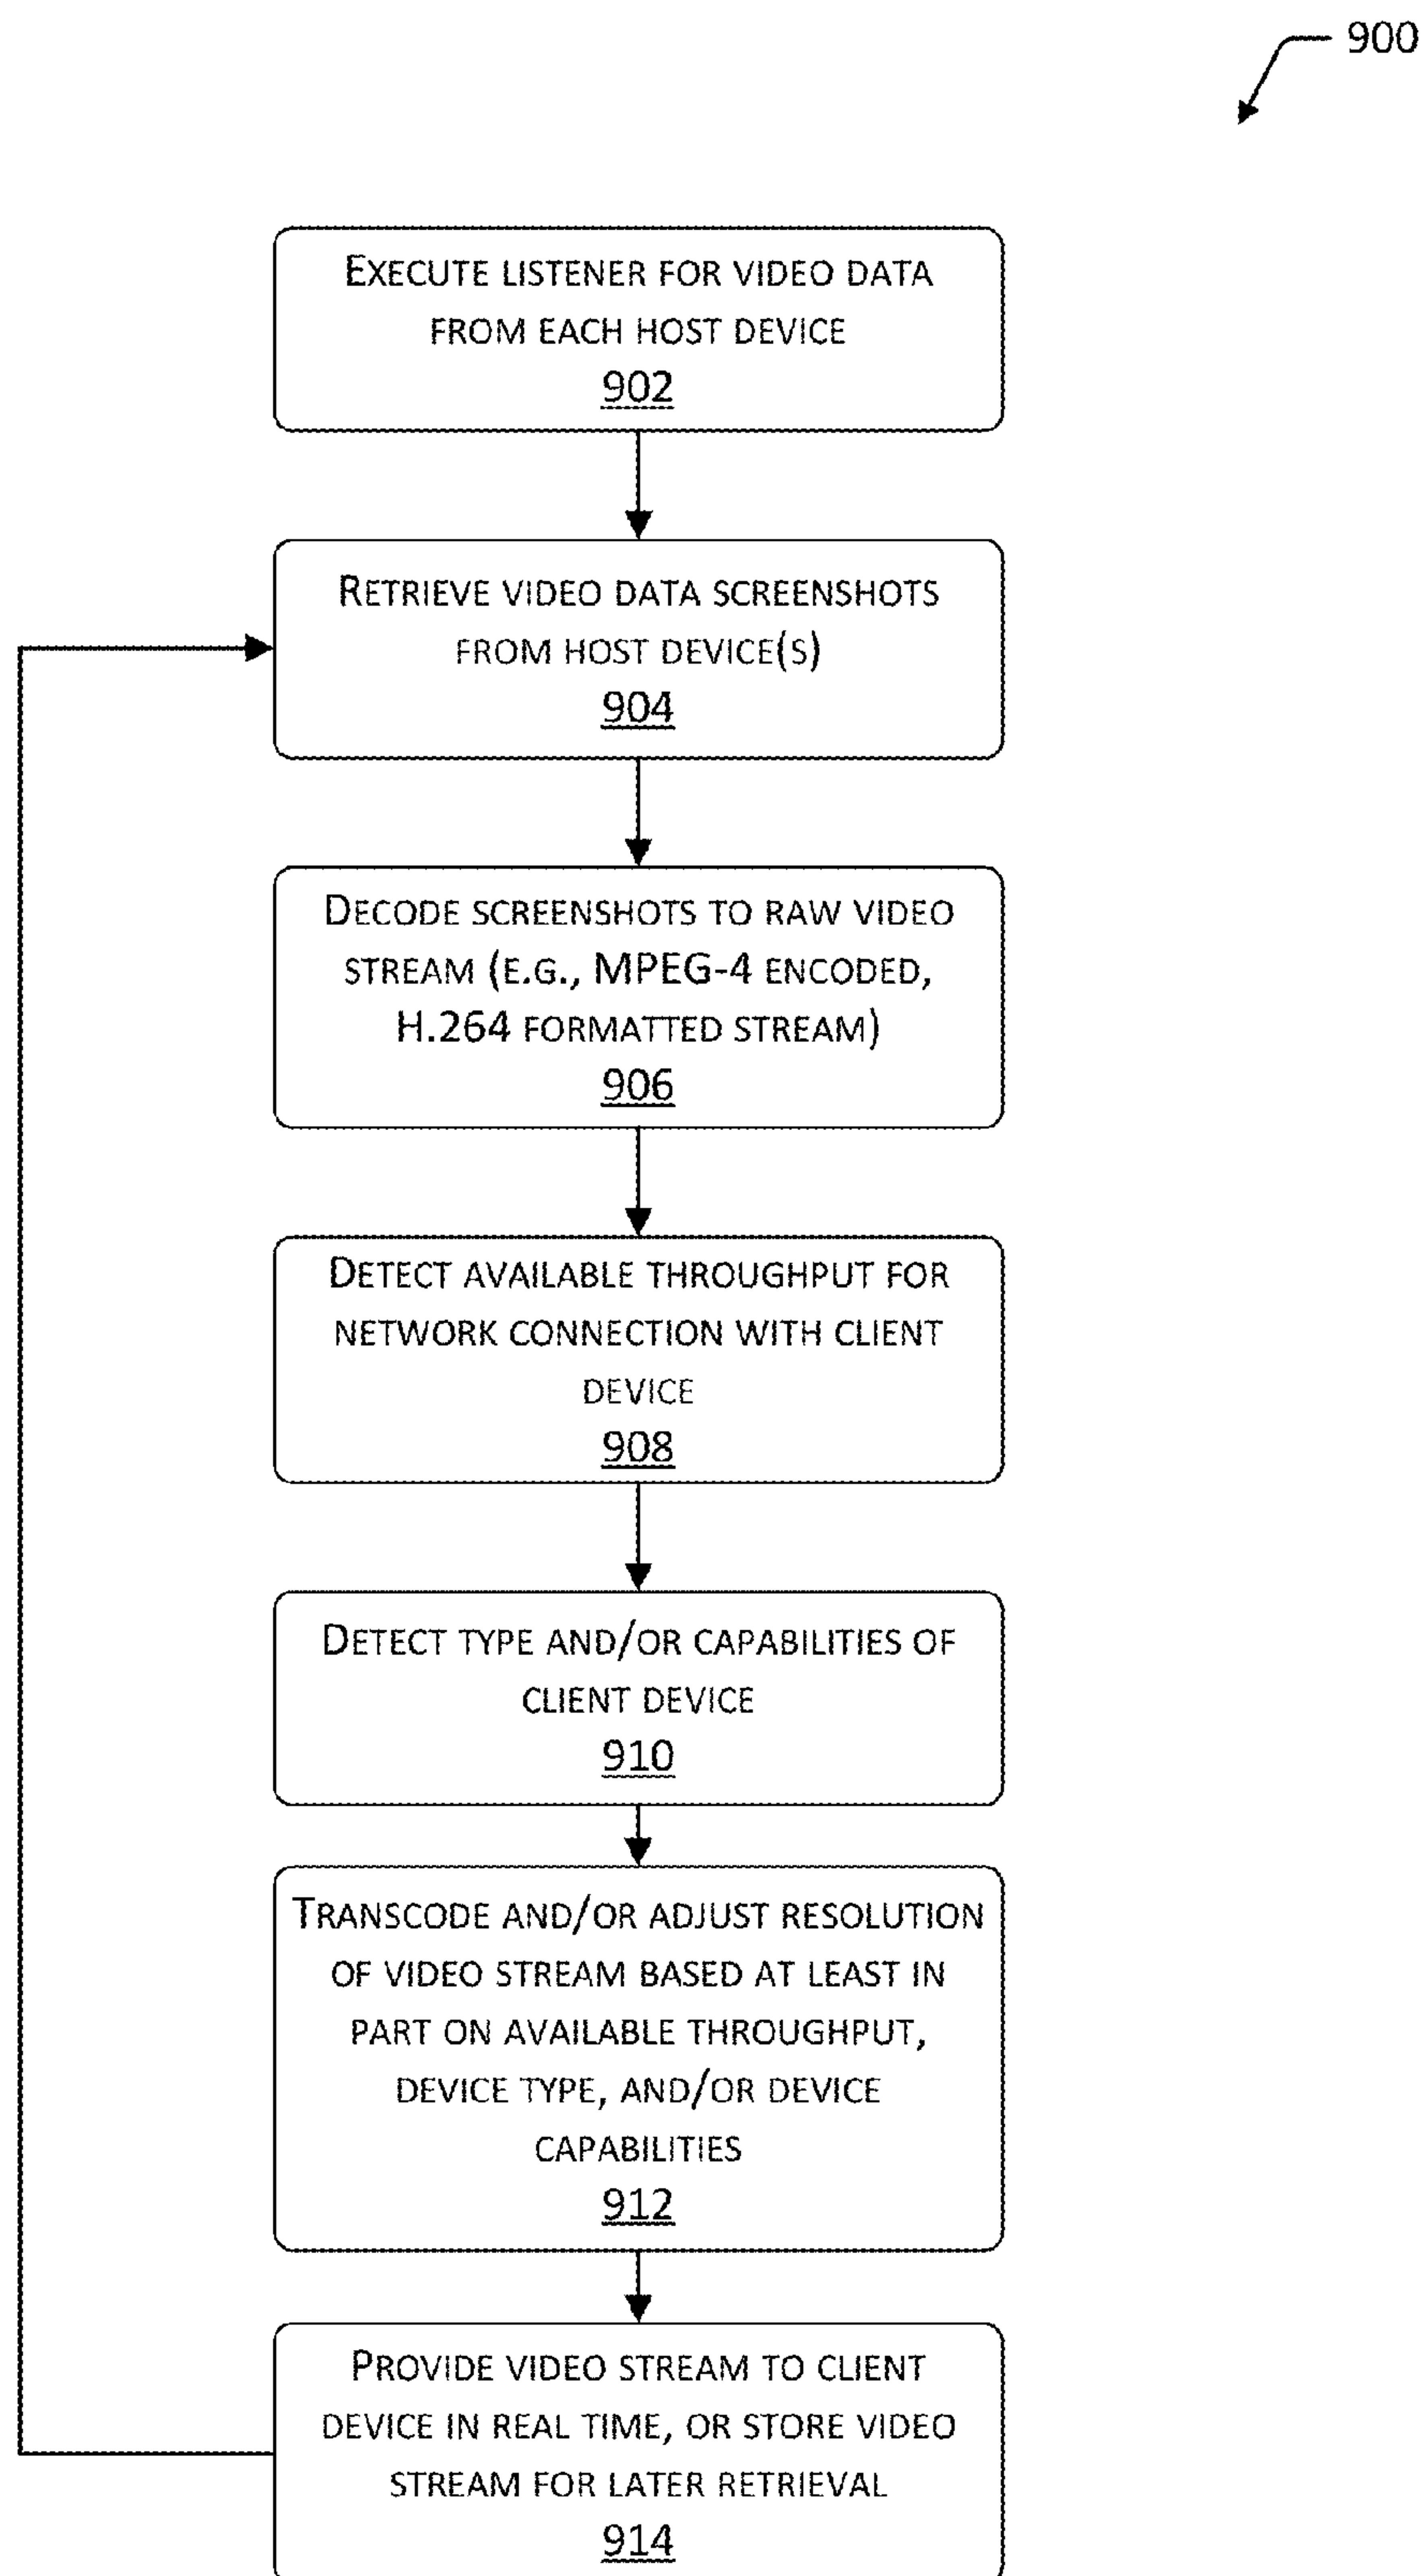 900
EXECUTE LISTENER FOR VIDEO DATA
FROM EACH HOST DEVICE
902
RETRIEVE VIDEO DATA SCREENSHOTS
FROM HOST DEVICE(S)
904
DECODE SCREENSHOTS TO RAW VIDEO
STREAM (E.G., MPEG-4 ENCODED,
H.264 FORMATTED STREAM)
906
DETECT AVAILABLE THROUGHPUT FOR
NETWORK CONNECTION WITH CLIENT
DEVICE
908
DETECT TYPE AND/OR CAPABILITIES OF
CLIENT DEVICE
910
TRANSCODE AND/OR ADJUST RESOLUTION
OF VIDEO STREAM BASED AT LEAST IN
PART ON AVAILABLE THROUGHPUT,
DEVICE TYPE, AND/OR DEVICE
CAPABILITIES
912
PROVIDE VIDEO STREAM TO CLIENT
DEVICE IN REAL TIME, OR STORE VIDEO
STREAM FOR LATER RETRIEVAL
914